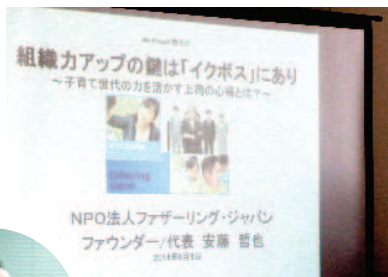 組織力アップの鍵は「イクボス」にあり
～子育て世代の力を活かす上司の心得とは？～
Fathering
Japan
NPO法人ファザーリング・ジャパン
ファウンダー/代表 安藤 哲也